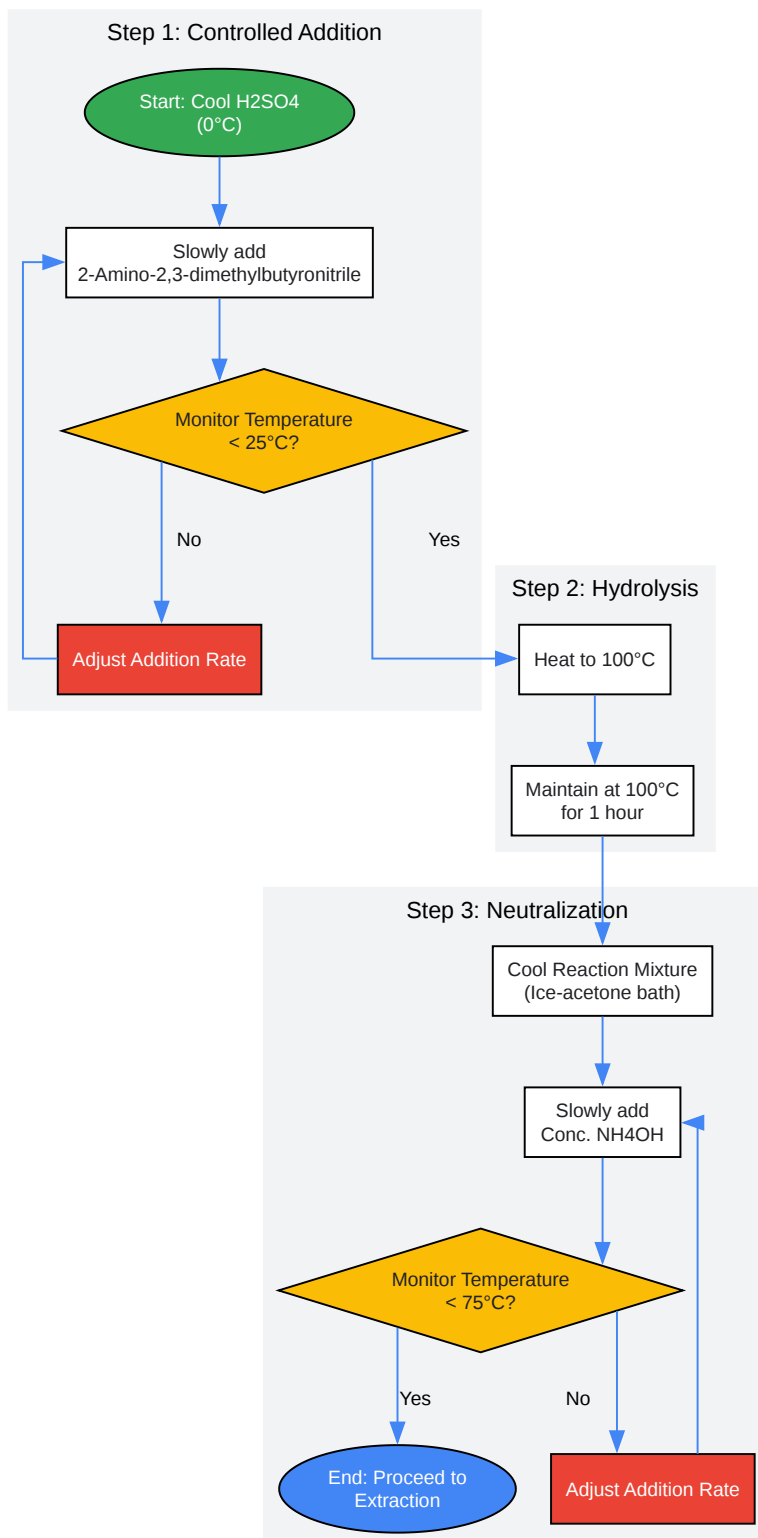 Step 1: Controlled Addition
Start: Cool H2SO4
(0°C)
Slowly add
2-Amino-2,3-dimethylbutyronitrile
Monitor Temperature
< 25°C?
No
Yes
Adjust Addition Rate
Step 2: Hydrolysis
Heat to 100°C
Maintain at 100°C
for 1 hour
Step 3: Neutralization
Cool Reaction Mixture
(Ice-acetone bath)
Slowly add
Conc. NH4OH
Monitor Temperature
< 75°C?
Yes
No
End: Proceed to
Extraction
Adjust Addition Rate